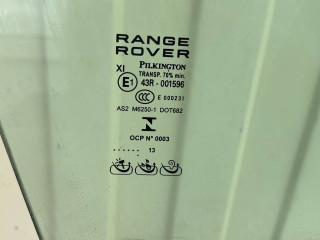 RANGE
ROVER
XI PILKINGTON
TRANSP. 70% min.
E1 43R - 001596
CCC E 000231
AS2 M6250-1 DOT682
OCP Nº 0003
...... 13